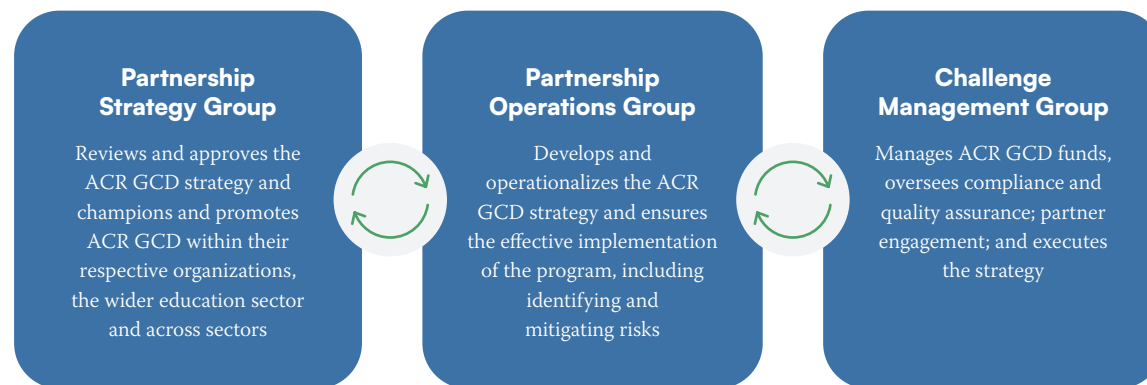 Partnership
Strategy Group
Reviews and approves the
ACR GCD strategy and
champions and promotes
ACR GCD within their
respective organizations,
the wider education sector
and across sectors
Partnership
Operations Group
Develops and
operationalizes the ACR
GCD strategy and ensures
the effective implementation
of the program, including
identifying and
mitigating risks
Challenge
Management Group
Manages ACR GCD funds,
oversees compliance and
quality assurance; partner
engagement; and executes
the strategy